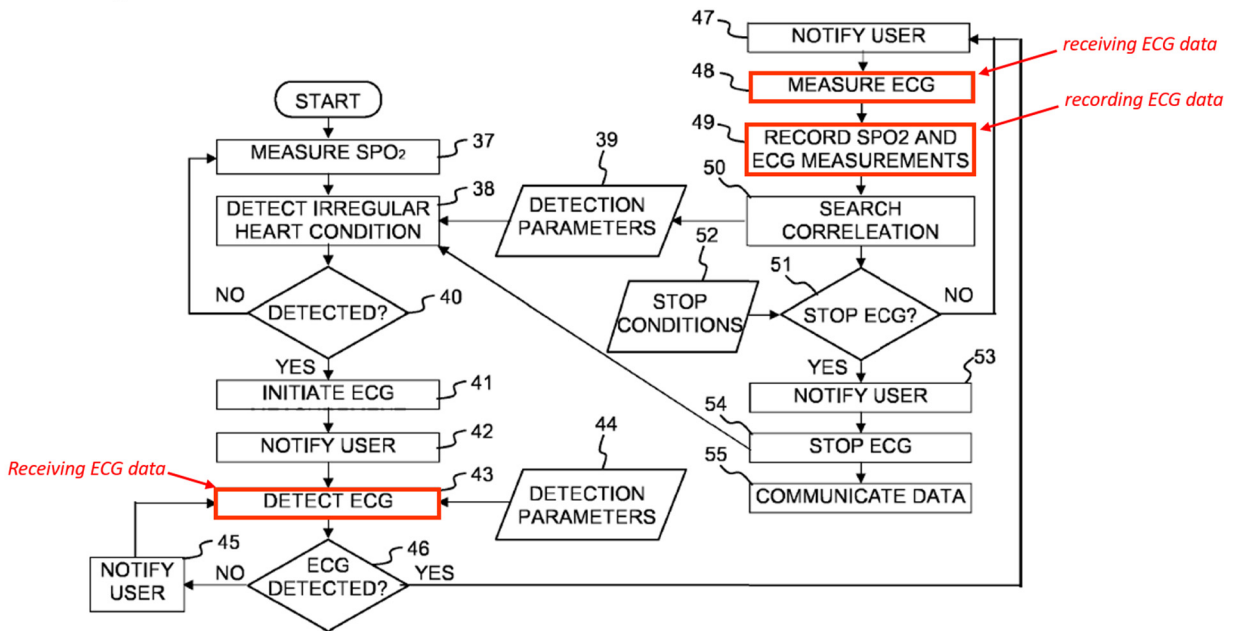 START
37
MEASURE SPO2
38
DETECT IRREGULAR
HEART CONDITION
39
DETECTION
PARAMETERS
NO
DETECTED?
40
YES
41
INITIATE ECG
42
NOTIFY USER
Receiving ECG data
43
DETECT ECG
44
DETECTION
PARAMETERS
45
NOTIFY
USER
NO
46
ECG
DETECTED?
YES
47
NOTIFY USER
receiving ECG data
48
MEASURE ECG
recording ECG data
49
RECORD SPO2 AND
ECG MEASUREMENTS
50
SEARCH
CORRELEATION
52
STOP
CONDITIONS
51
STOP ECG?
NO
YES
53
NOTIFY USER
54
STOP ECG
55
COMMUNICATE DATA